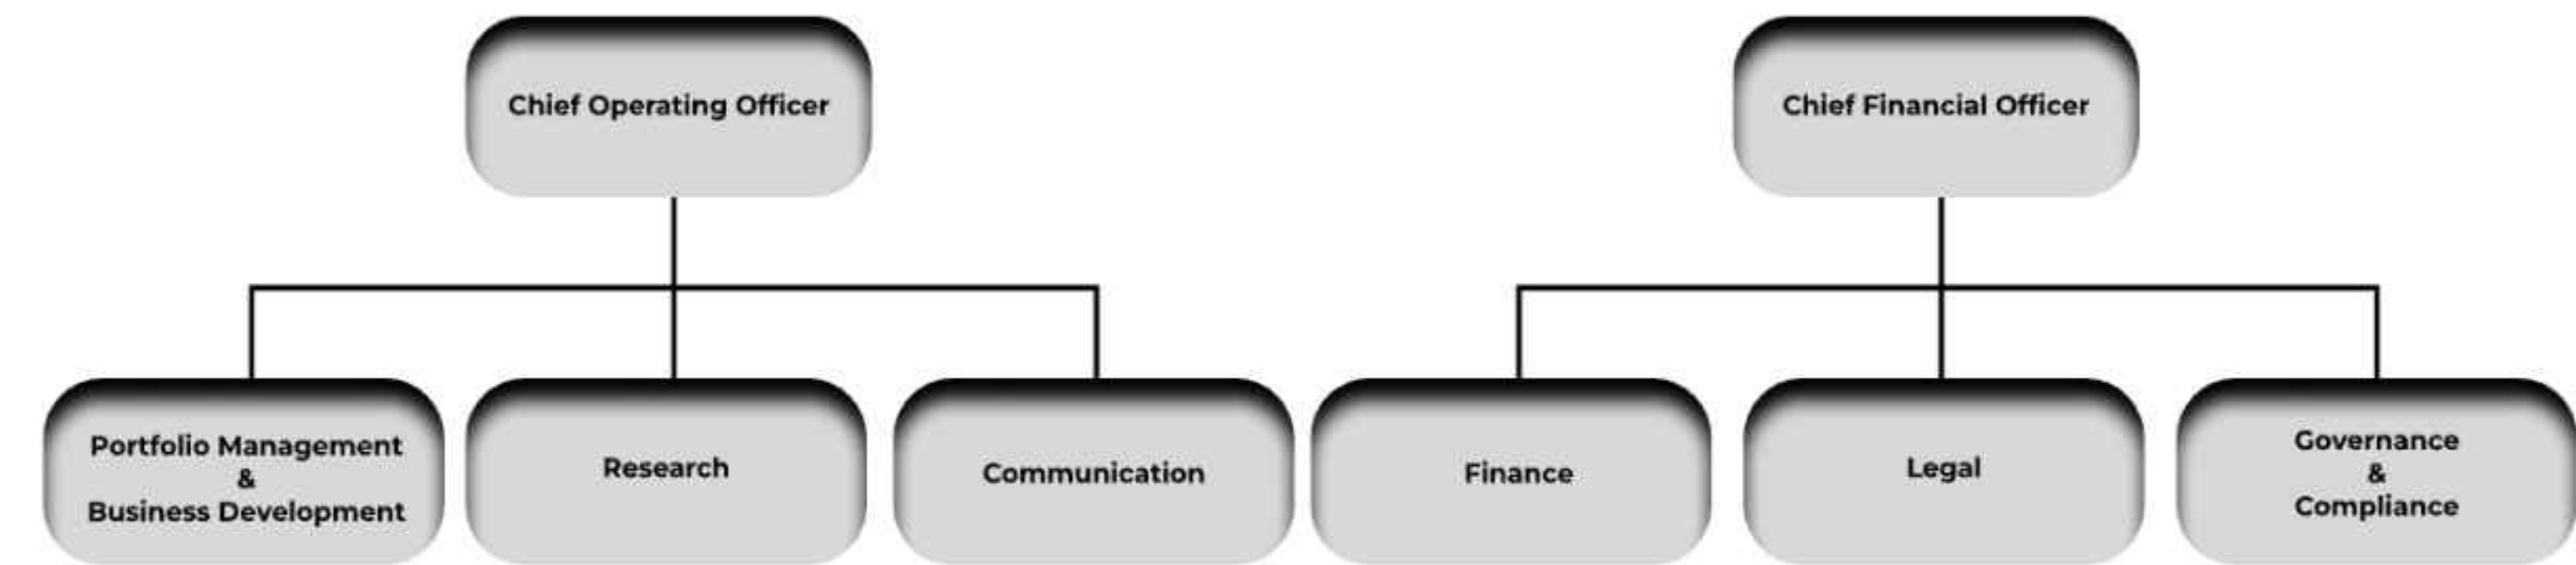 Chief Operating Officer
Chief Financial Officer
Portfolio Management
&
Business Development
Research
Communication
Finance
Legal
Governance
&
Compliance